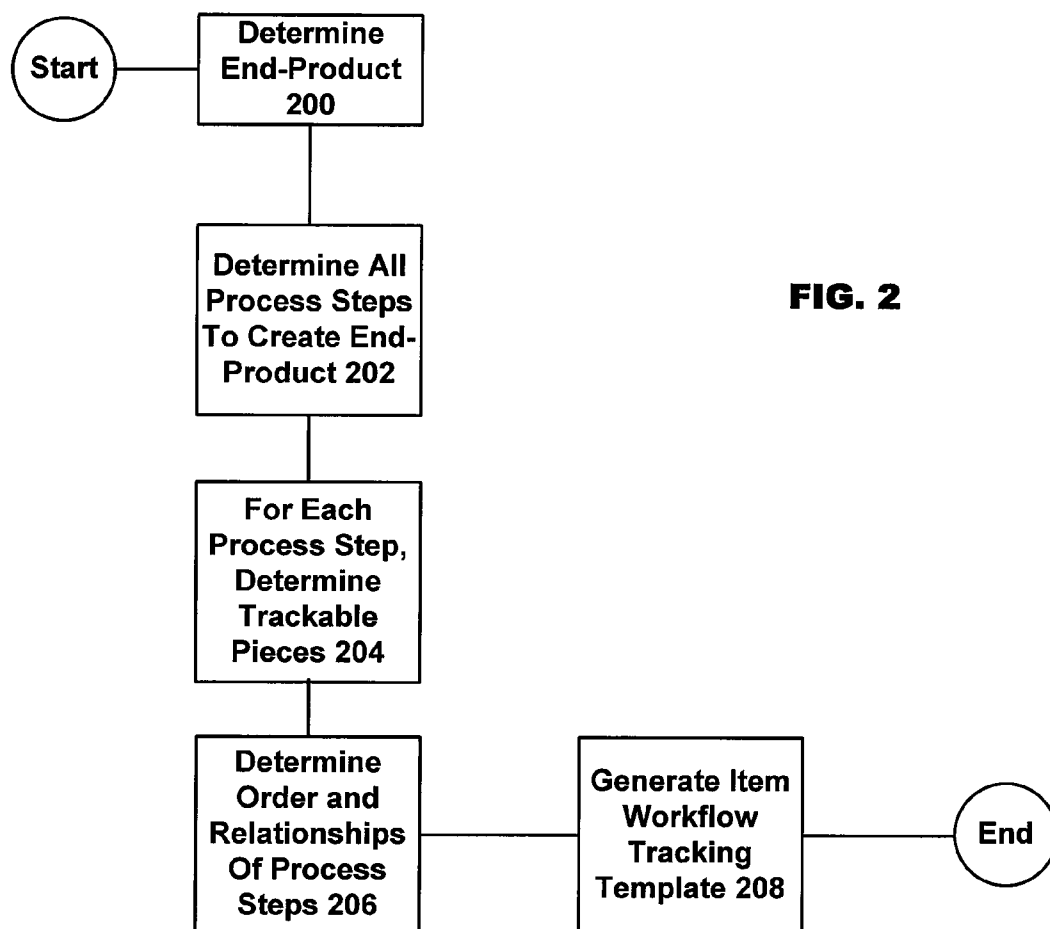 Start
Determine
End-Product
200
Determine All
Process Steps
To Create End-
Product 202
FIG. 2
For Each
Process Step,
Determine
Trackable
Pieces 204
Determine
Order and
Relationships
Of Process
Steps 206
Generate Item
Workflow
Tracking
Template 208
End